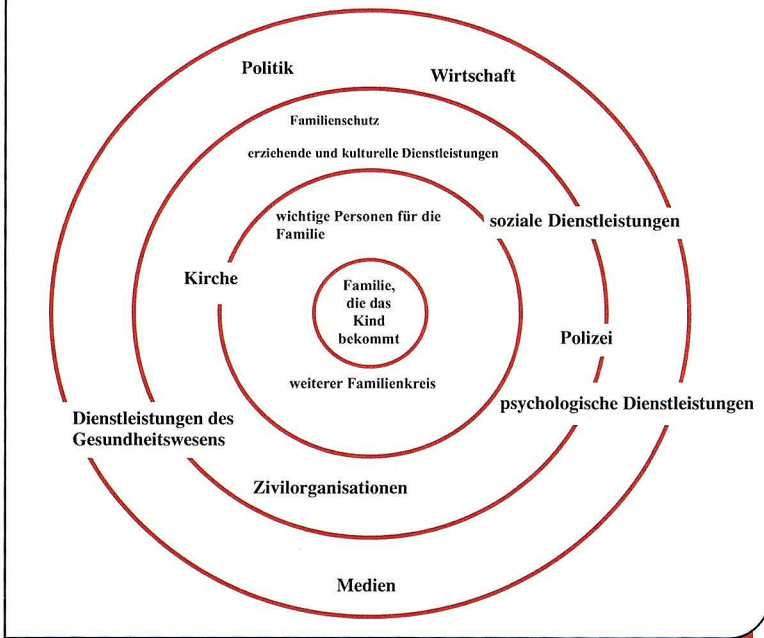 Politik
Wirtschaft
Familienschutz
erziehende und kulturelle Dienstleistungen
wichtige Personen für die
Familie
soziale Dienstleistungen
Kirche
Familie,
die das
Kind
bekommt
Polizei
weiterer Familienkreis
psychologische Dienstleistungen
Dienstleistungen des
Gesundheitswesens
Zivilorganisationen
Medien